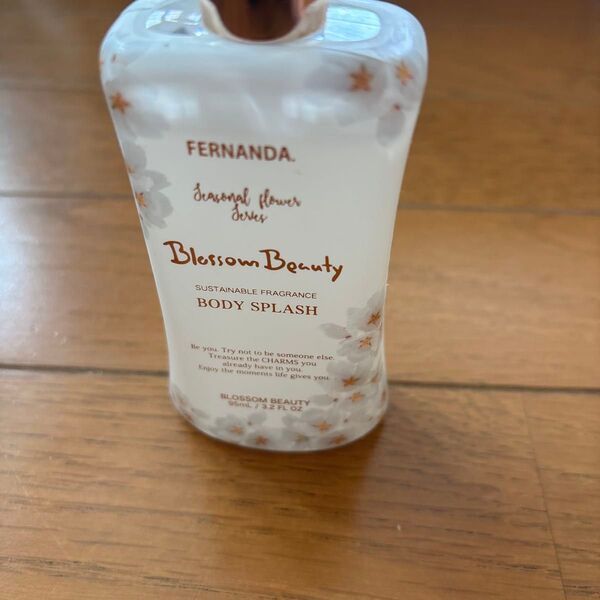 FERNANDA.
Seasonal flower
Series
Blossom Beauty
SUSTAINABLE FRAGRANCE
BODY SPLASH
Be you. Try not to be someone else.
Treasure the CHARMS you
already have in you.
Enjoy the moments life gives you.
BLOSSOM BEAUTY
95mL / 3.2 FL OZ